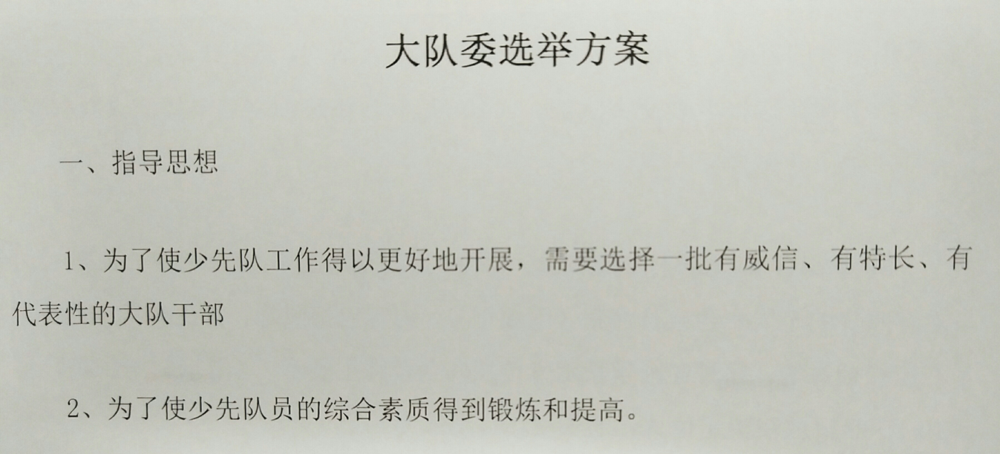 大队委选举方案
一、指导思想
1、为了使少先队工作得以更好地开展，需要选择一批有威信、有特长、有
代表性的大队干部
2、为了使少先队员的综合素质得到锻炼和提高。